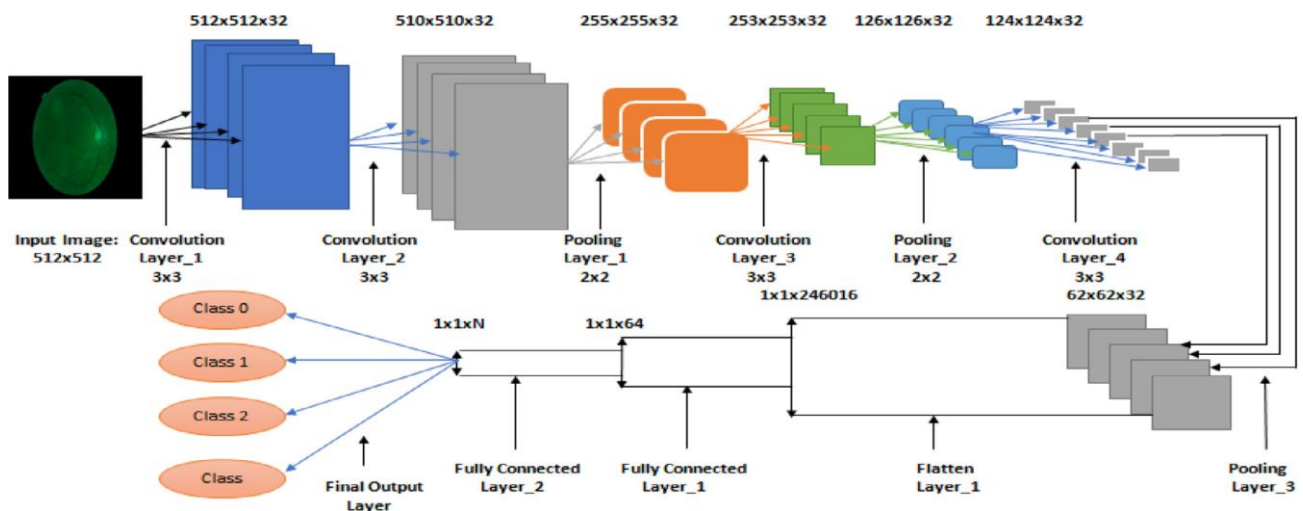 512x512x32
510x510x32
255x255x32
253x253x32
126x126x32
124x124x32
Input Image:
512x512
Convolution
Layer_1
3x3
Convolution
Layer_2
3x3
Pooling
Layer_1
2x2
Convolution
Layer_3
3x3
Pooling
Layer_2
2x2
Convolution
Layer_4
3x3
Class 0
Class 1
Class 2
Class
1x1xN
1x1x64
1x1x246016
62x62x32
Final Output
Layer
Fully Connected
Layer_2
Fully Connected
Layer_1
Flatten
Layer_1
Pooling
Layer_3